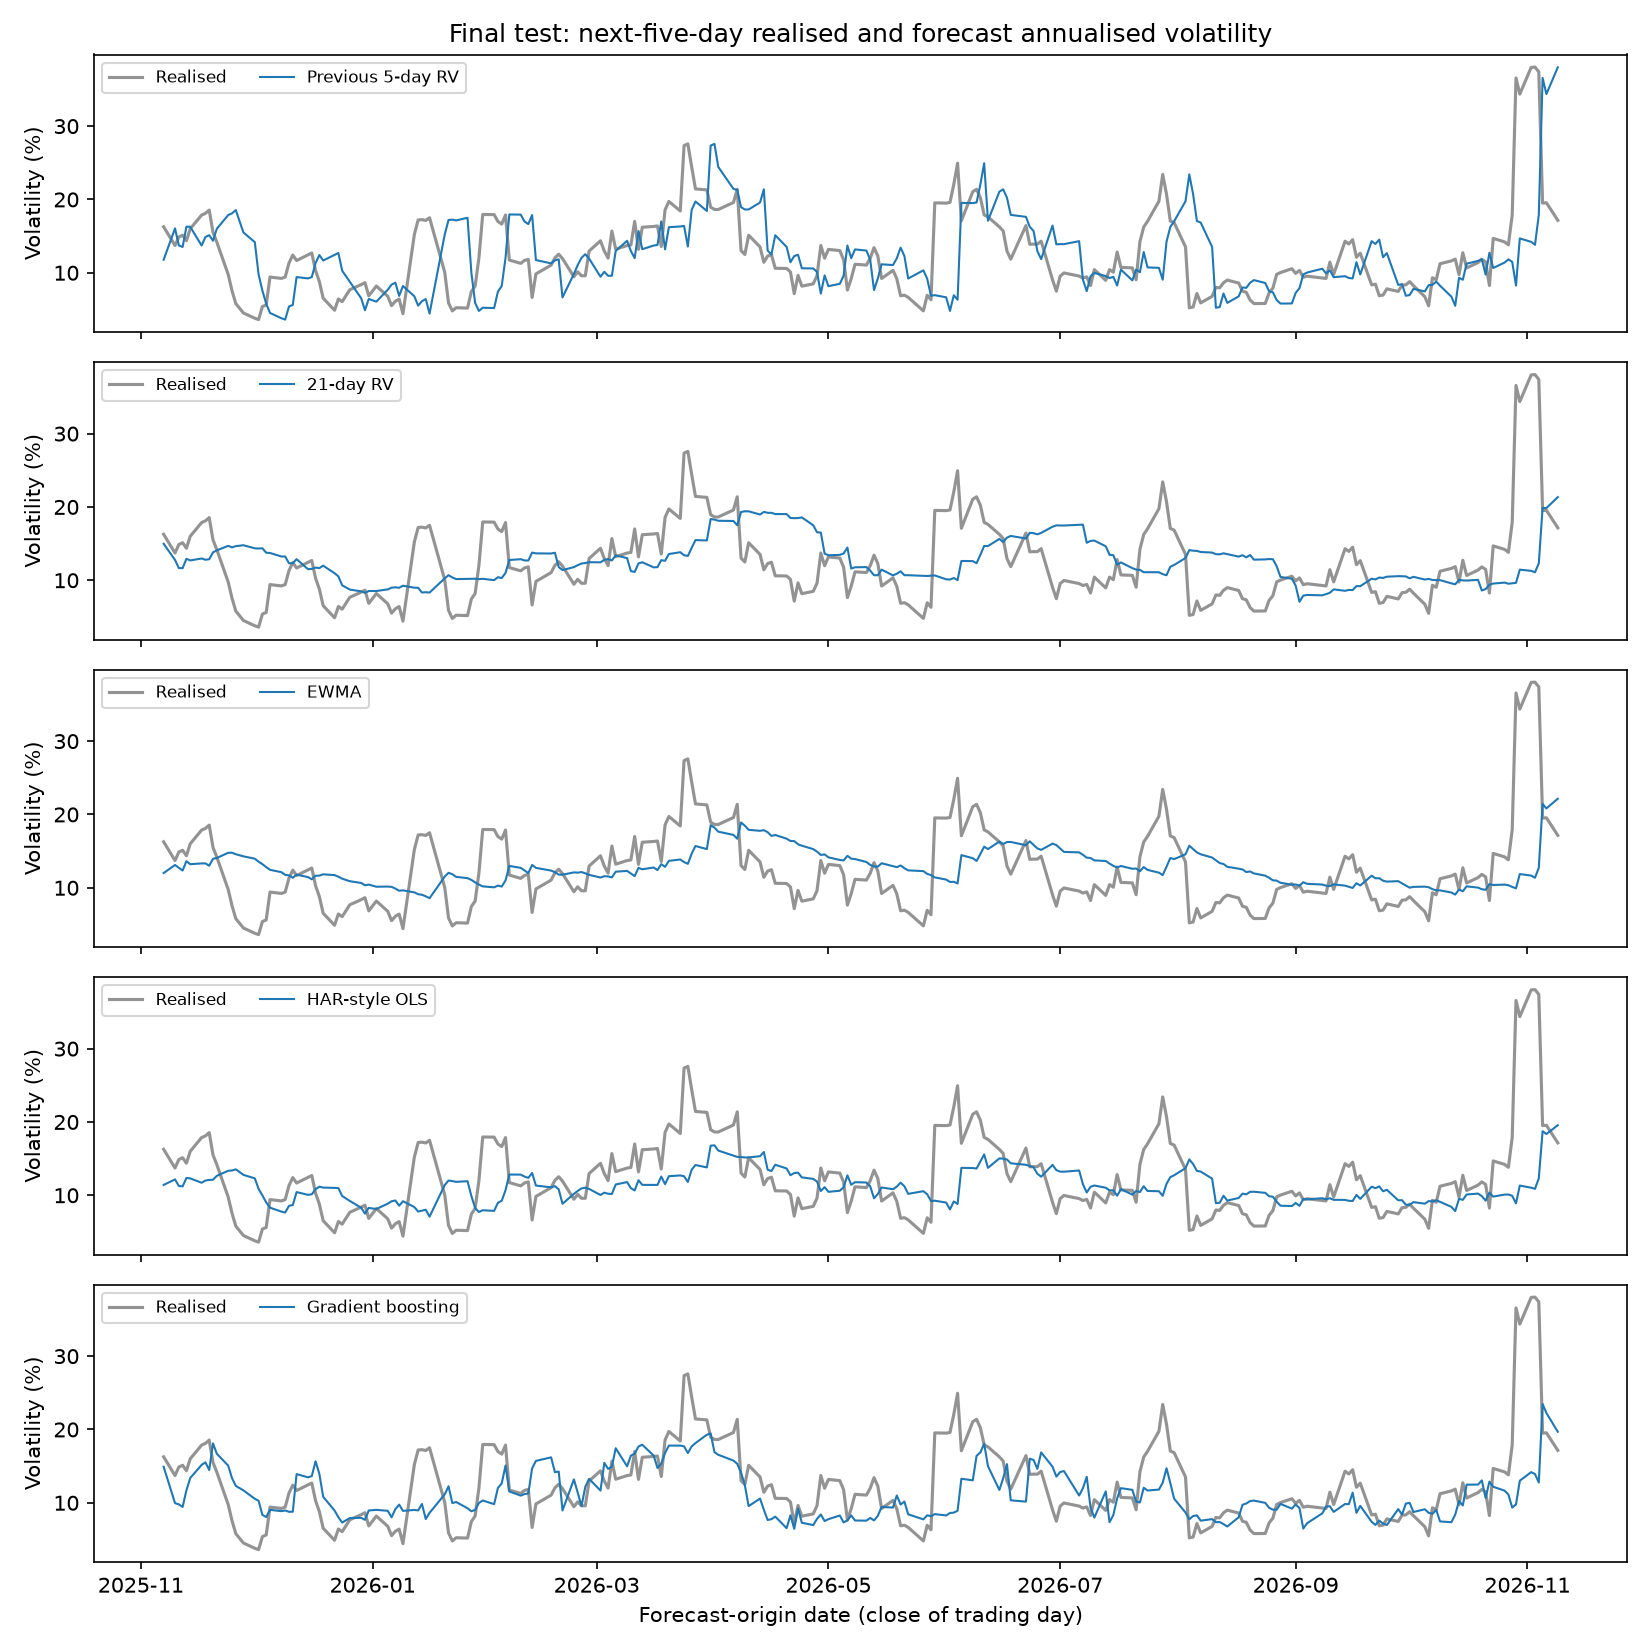 Final test: next-five-day realised and forecast annualised volatility
Realised Previous 5-day RV
Volatility (%)
30
20
10
Realised 21-day RV
Volatility (%)
30
20
10
Realised EWMA
Volatility (%)
30
20
10
Realised HAR-style OLS
Volatility (%)
30
20
10
Realised Gradient boosting
Volatility (%)
30
20
10
2025-11 2026-01 2026-03 2026-05 2026-07 2026-09 2026-11
Forecast-origin date (close of trading day)